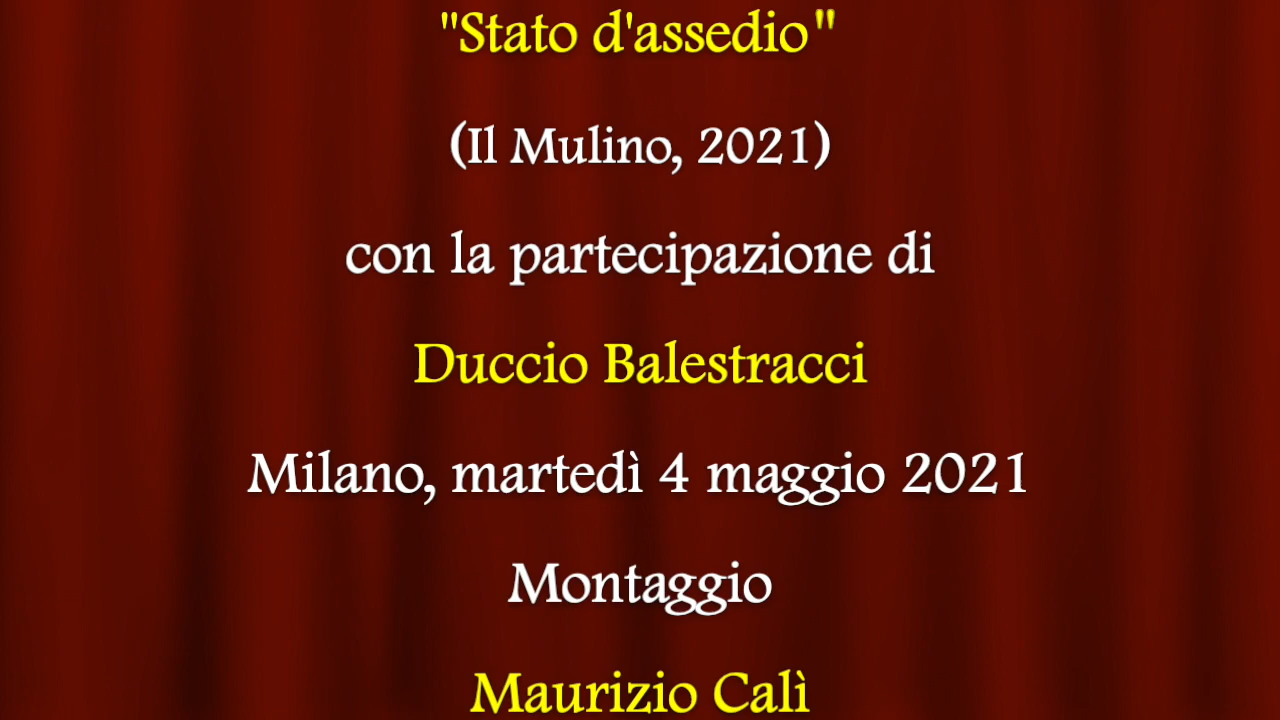 "Stato d'assedio"
(Il Mulino, 2021)
con la partecipazione di
Duccio Balestracci
Milano, martedì 4 maggio 2021
Montaggio
Maurizio Calì